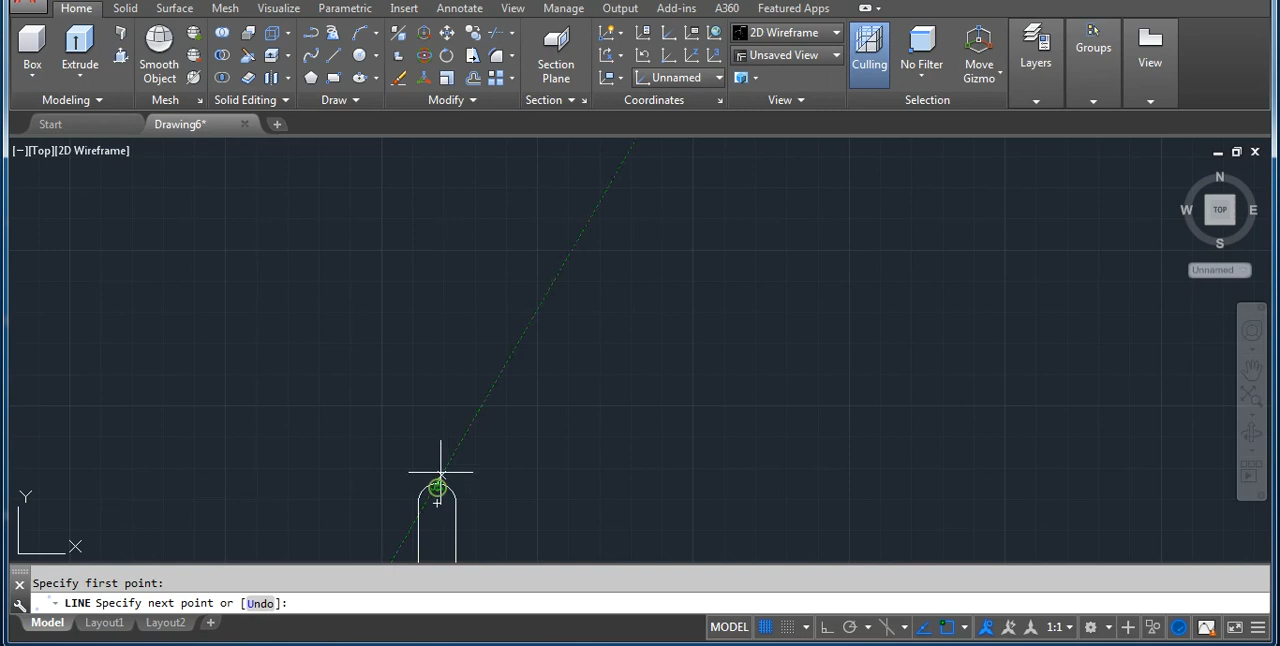 Home Solid Surface Mesh Visualize Parametric Insert Annotate View Manage Output Add-ins A360 Featured Apps
2D Wireframe
Unsaved View
Box Extrude Smooth Object Section Plane Unnamed Culling No Filter Move Gizmo Layers Groups View
Modeling Mesh Solid Editing Draw Modify Section Coordinates View Selection
Start Drawing6*
[−][Top][2D Wireframe]
N
W TOP E
S
Unnamed
Y
X
Specify first point:
LINE Specify next point or [Undo]:
Model Layout1 Layout2 + MODEL 1:1